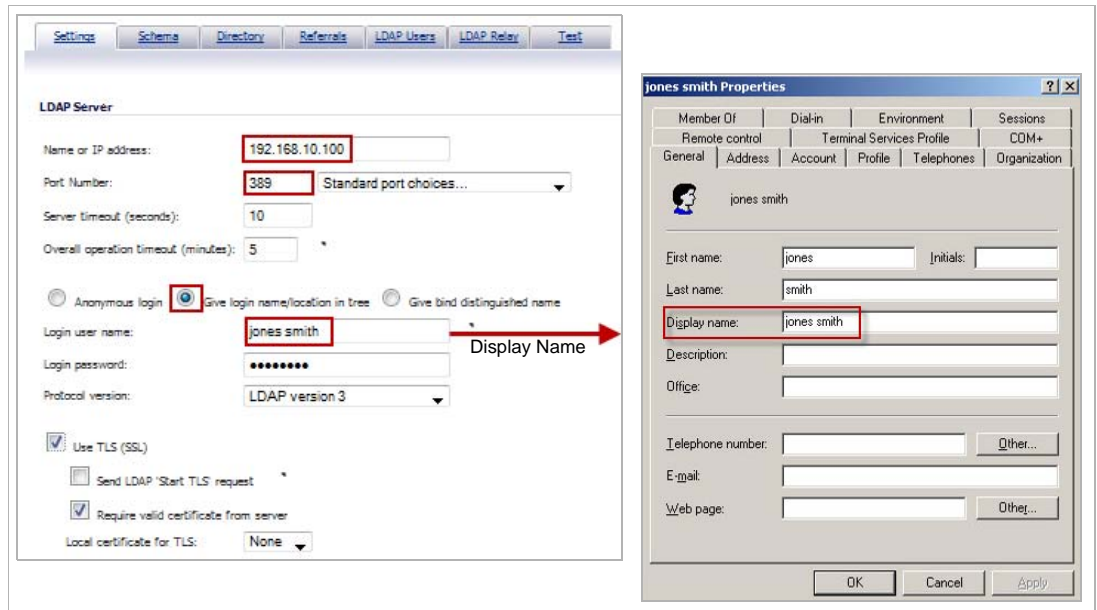 Settings Schema Directory Referrals LDAP Users LDAP Relay Test
LDAP Server
Name or IP address: 192.168.10.100
Port Number: 389 Standard port choices...
Server timeout (seconds): 10
Overall operation timeout (minutes): 5 *
Anonymous login Give login name/location in tree Give bind distinguished name
Login user name: jones smith *
Display Name
Login password: ••••••••
Protocol version: LDAP version 3
Use TLS (SSL)
Send LDAP 'Start TLS' request *
Require valid certificate from server
Local certificate for TLS: None
jones smith Properties
Member Of Dial-in Environment Sessions
Remote control Terminal Services Profile COM+
General Address Account Profile Telephones Organization
jones smith
First name: jones Initials:
Last name: smith
Display name: jones smith
Description:
Office:
Telephone number: Other...
E-mail:
Web page: Other...
OK Cancel Apply